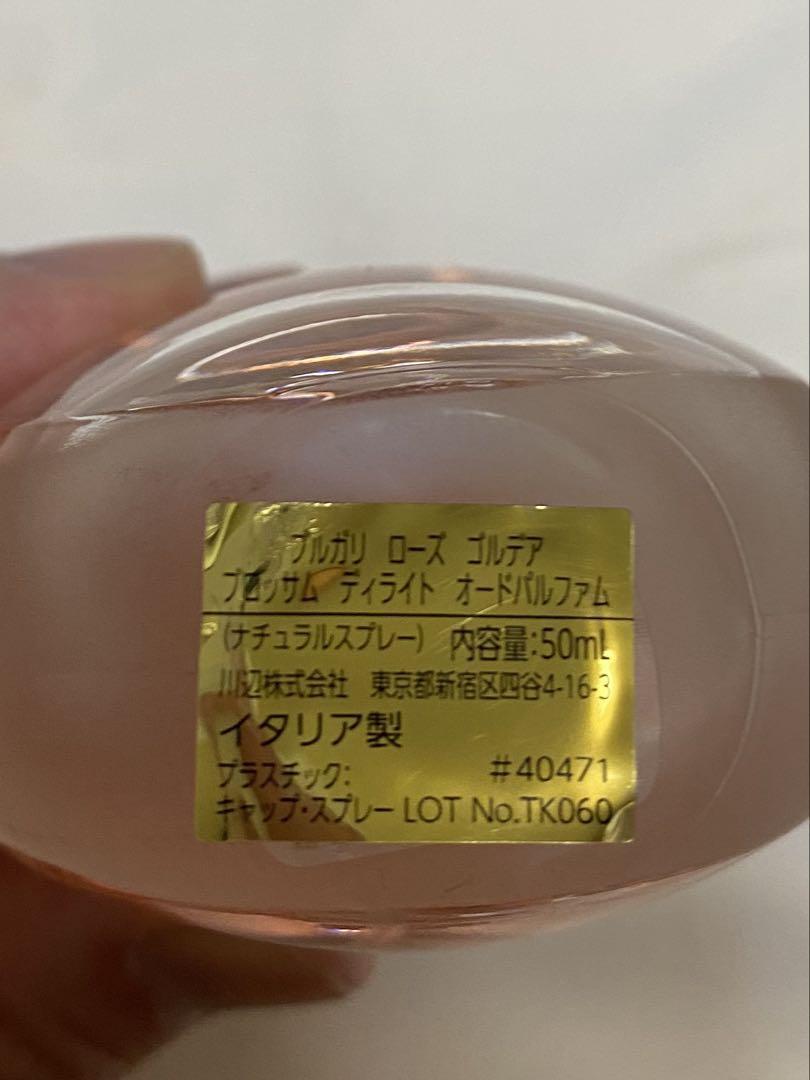 ブルガリ ローズ ゴルデア
ブロッサム ディライト オードパルファム
(ナチュラルスプレー) 内容量:50mL
川辺株式会社 東京都新宿区四谷4-16-3
イタリア製
プラスチック: #40471
キャップ・スプレー LOT No.TK060